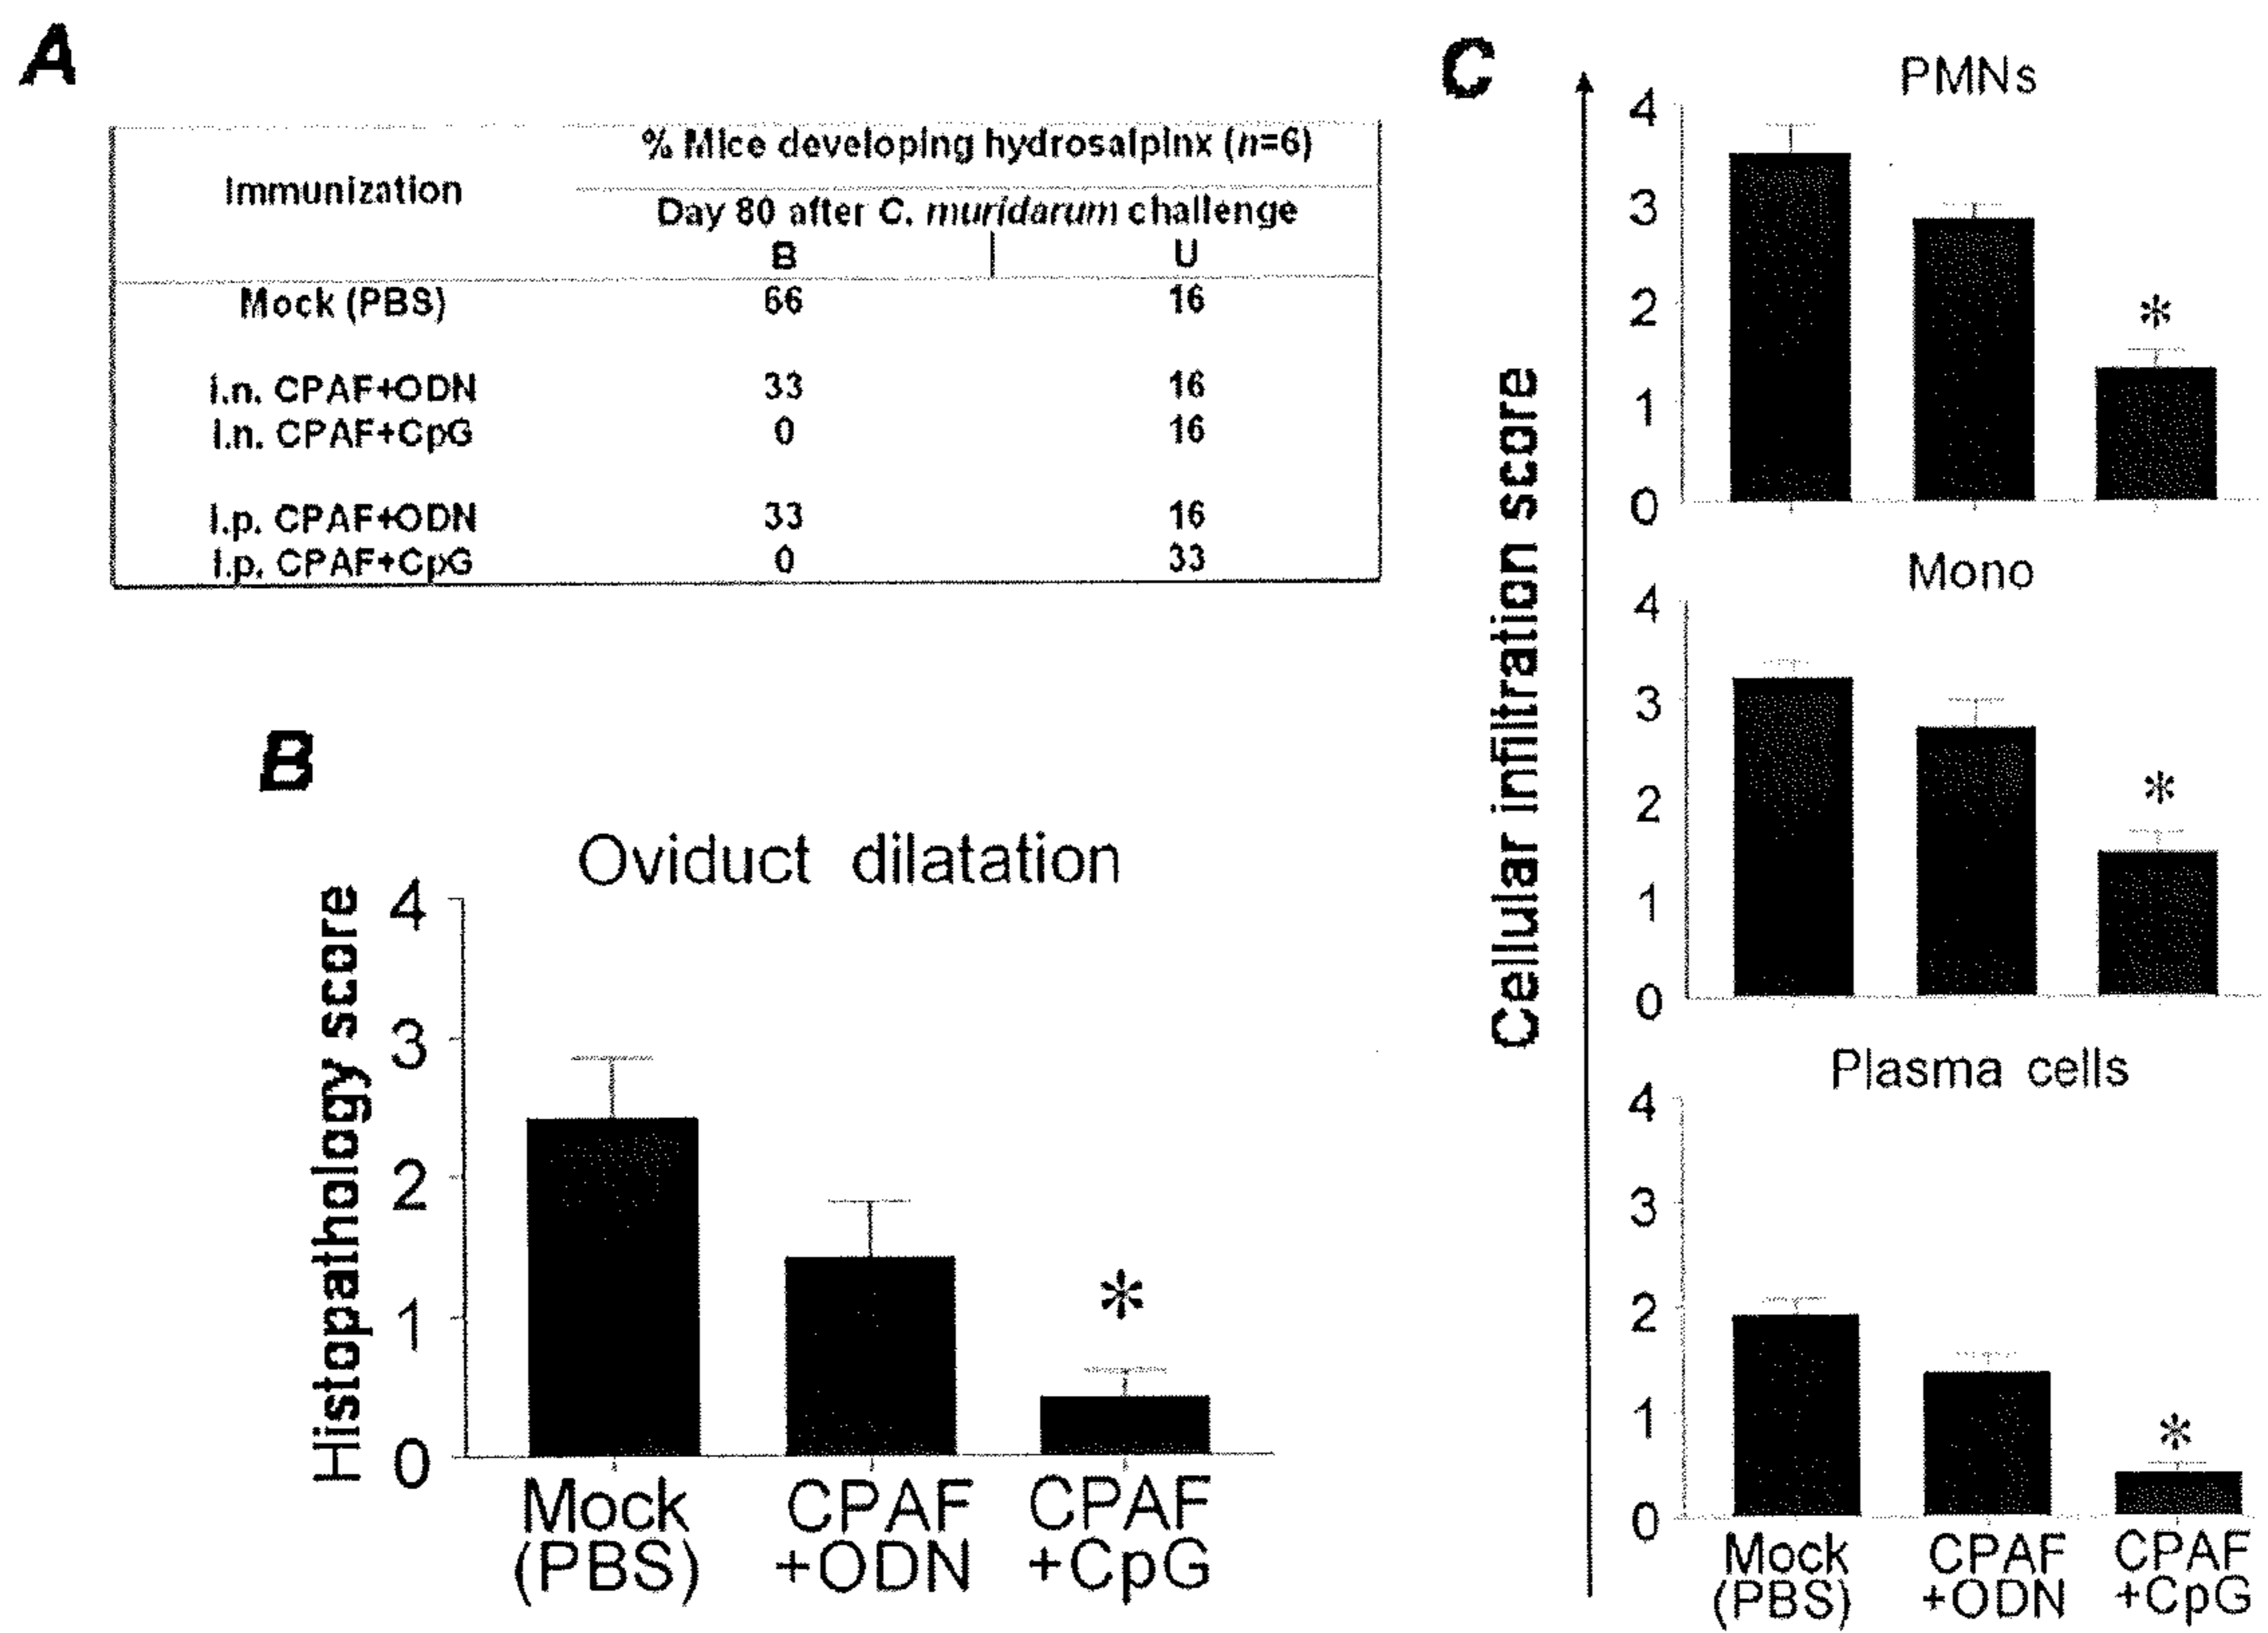 A
% Mice developing hydrosalpinx (n=6)
Immunization
Day 80 after C. muridarum challenge
B | U
Mock (PBS) 66 16
i.n. CPAF+ODN 33 16
i.n. CPAF+CpG 0 16
i.p. CPAF+ODN 33 16
i.p. CPAF+CpG 0 33
B
Oviduct dilatation
Histopathology score
4
3
2
1
0
Mock CPAF CPAF
(PBS) +ODN +CpG
*
C
Cellular infiltration score
PMNs
4
3
2
1
0
*
Mono
4
3
2
1
0
*
Plasma cells
4
3
2
1
0
*
Mock CPAF CPAF
(PBS) +ODN +CpG